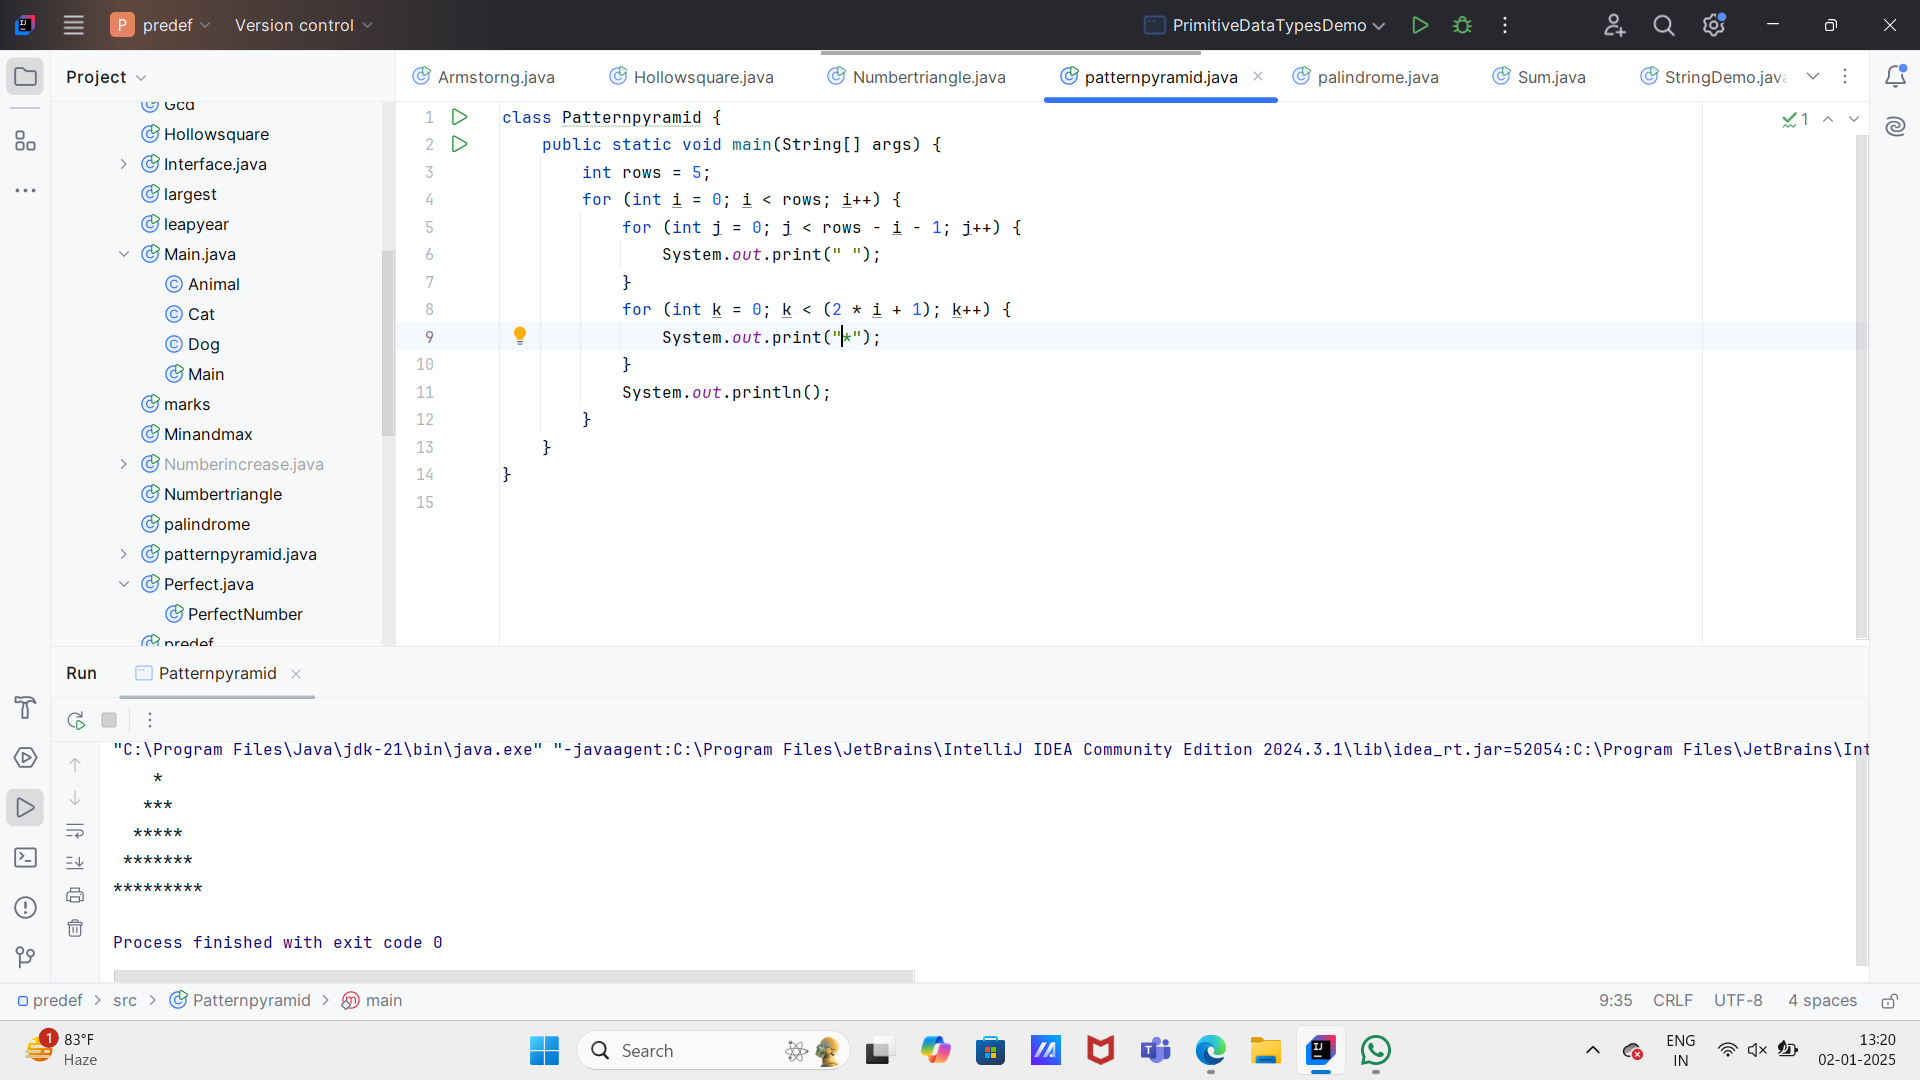 P predef Version control PrimitiveDataTypesDemo
Project
Armstorng.java Hollowsquare.java Numbertriangle.java patternpyramid.java palindrome.java Sum.java StringDemo.java
Gcd
Hollowsquare
Interface.java
largest
leapyear
Main.java
Animal
Cat
Dog
Main
marks
Minandmax
Numberincrease.java
Numbertriangle
palindrome
patternpyramid.java
Perfect.java
PerfectNumber
predef
1 class Patternpyramid {
2     public static void main(String[] args) {
3         int rows = 5;
4         for (int i = 0; i < rows; i++) {
5             for (int j = 0; j < rows - i - 1; j++) {
6                 System.out.print(" ");
7             }
8             for (int k = 0; k < (2 * i + 1); k++) {
9                 System.out.print("*");
10             }
11             System.out.println();
12         }
13     }
14 }
15
1
Run Patternpyramid
"C:\Program Files\Java\jdk-21\bin\java.exe" "-javaagent:C:\Program Files\JetBrains\IntelliJ IDEA Community Edition 2024.3.1\lib\idea_rt.jar=52054:C:\Program Files\JetBrains\Int
    *
   ***
  *****
 *******
*********
Process finished with exit code 0
predef > src > Patternpyramid > main
9:35 CRLF UTF-8 4 spaces
1
83°F
Haze
Search
ENG
IN
13:20
02-01-2025